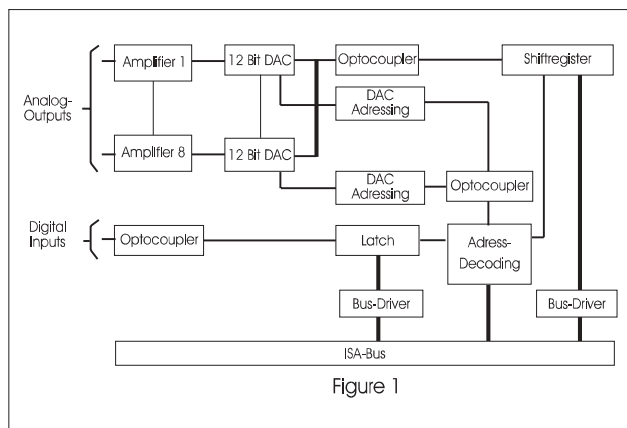 Amplifier 1
12 Bit DAC
Optocoupler
Shiftregister
Analog-
Outputs
DAC
Adressing
Amplifier 8
12 Bit DAC
DAC
Adressing
Optocoupler
Digital
Inputs
Optocoupler
Latch
Adress-
Decoding
Bus-Driver
Bus-Driver
ISA-Bus
Figure 1